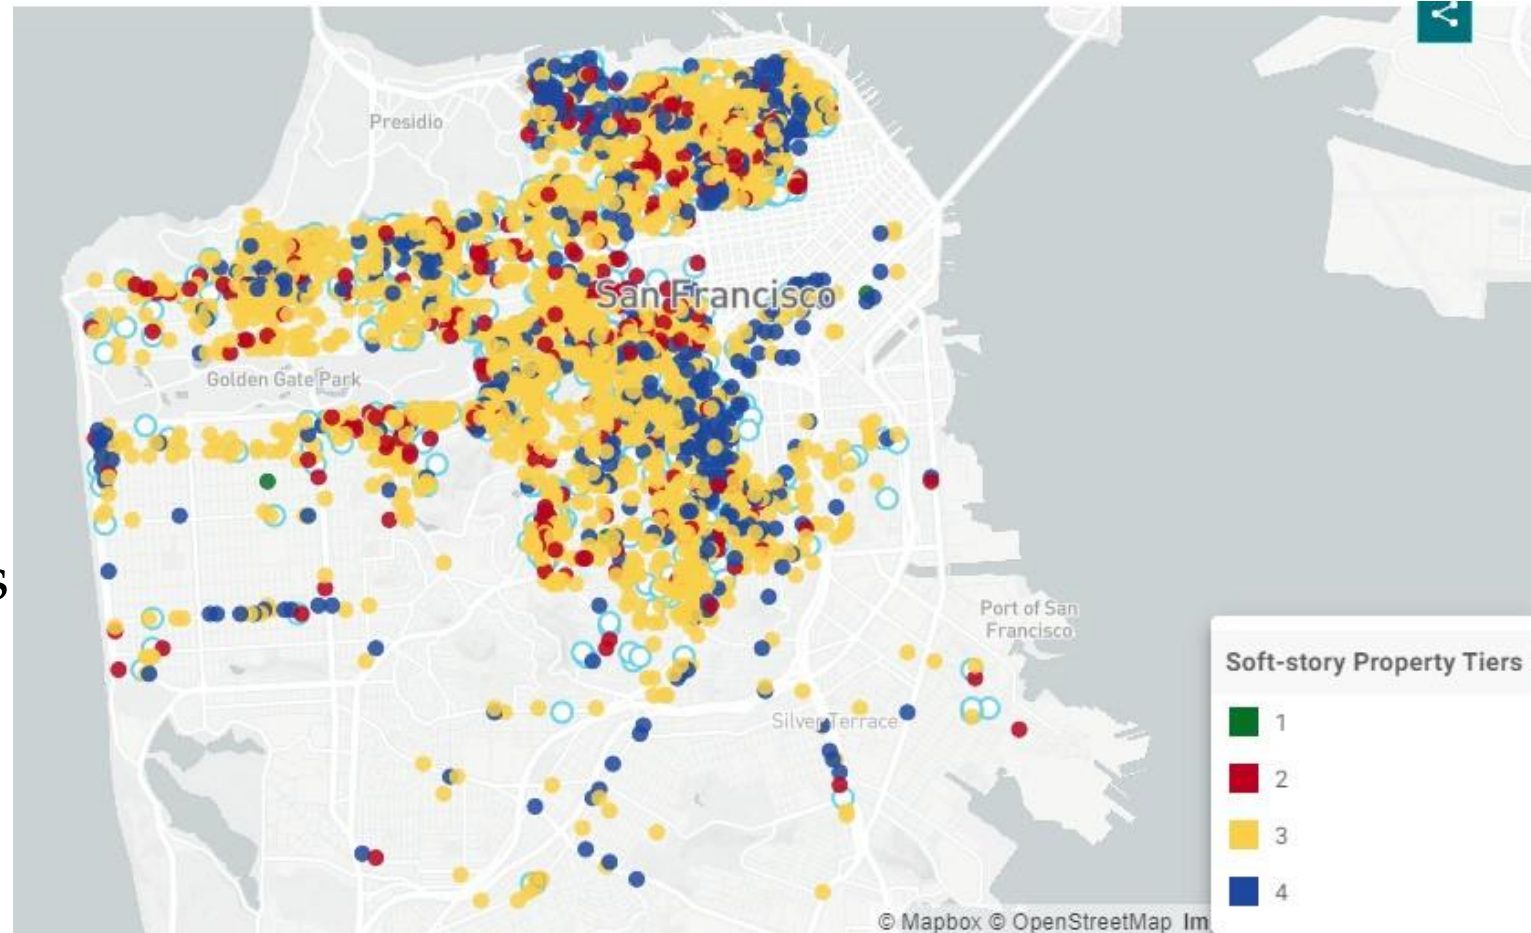 Presidio
San Francisco
Golden Gate Park
s
Port of San
Francisco
Silver Terrace
Soft-story Property Tiers
1
2
3
4
© Mapbox © OpenStreetMap Im